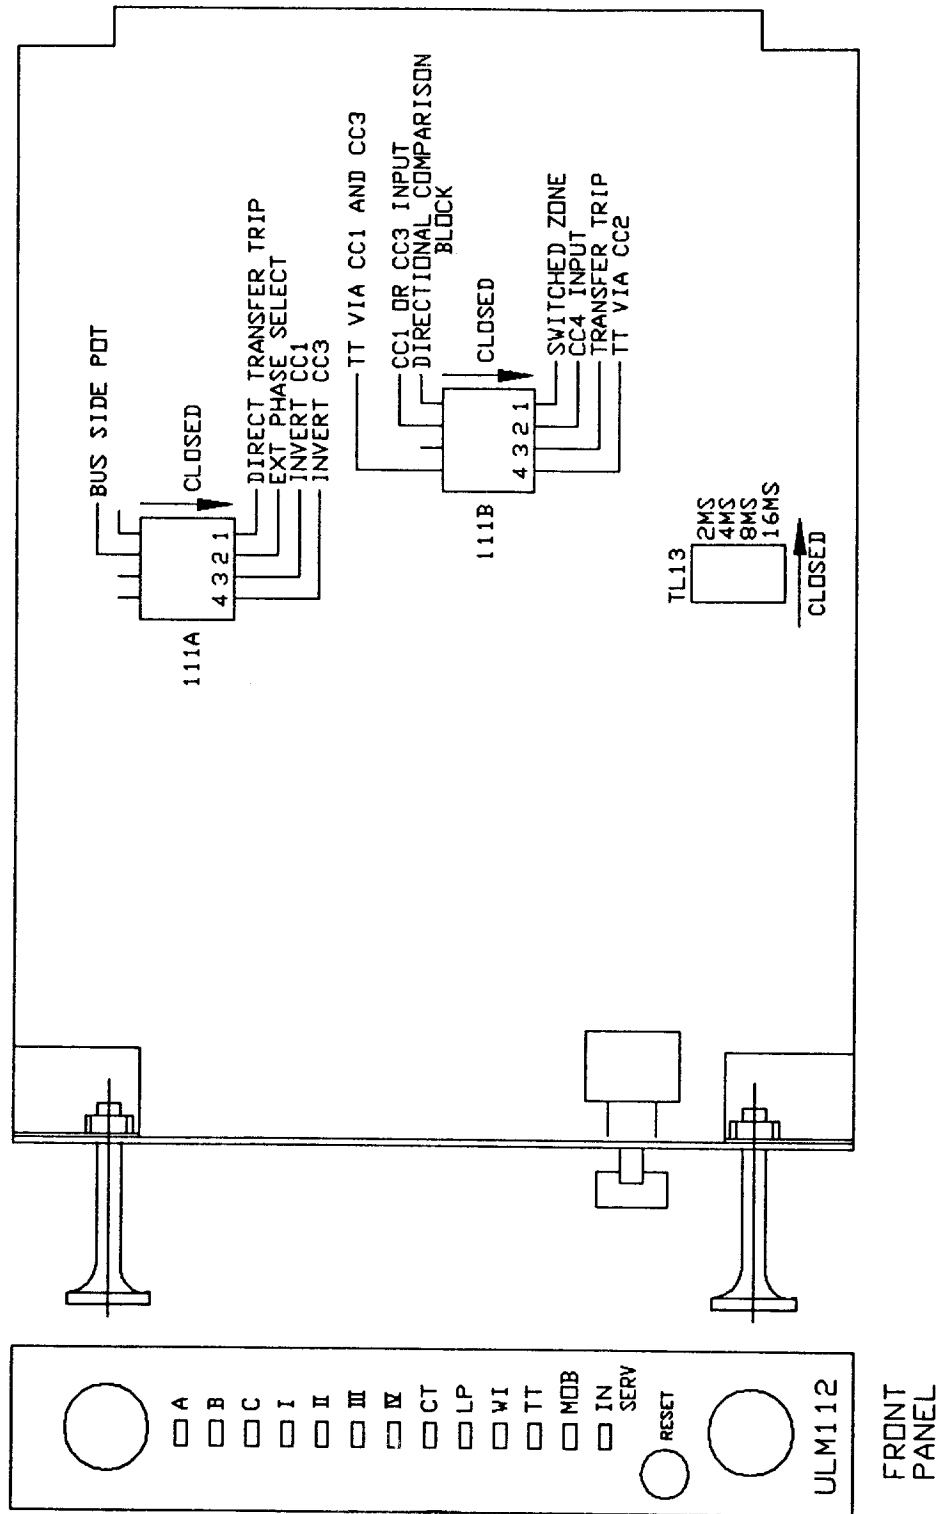 BUS SIDE POT
CLOSED
DIRECT TRANSFER TRIP
EXT PHASE SELECT
INVERT CC1
INVERT CC3
4 3 2 1
111A
TT VIA CC1 AND CC3
CC1 OR CC3 INPUT
DIRECTIONAL COMPARISON
BLOCK
CLOSED
SWITCHED ZONE
CC4 INPUT
TRANSFER TRIP
TT VIA CC2
4 3 2 1
111B
TL13
2MS
4MS
8MS
16MS
CLOSED
A
B
C
I
II
III
IV
CT
LP
WI
TT
MOB
IN
SERV
RESET
ULM112
FRONT
PANEL